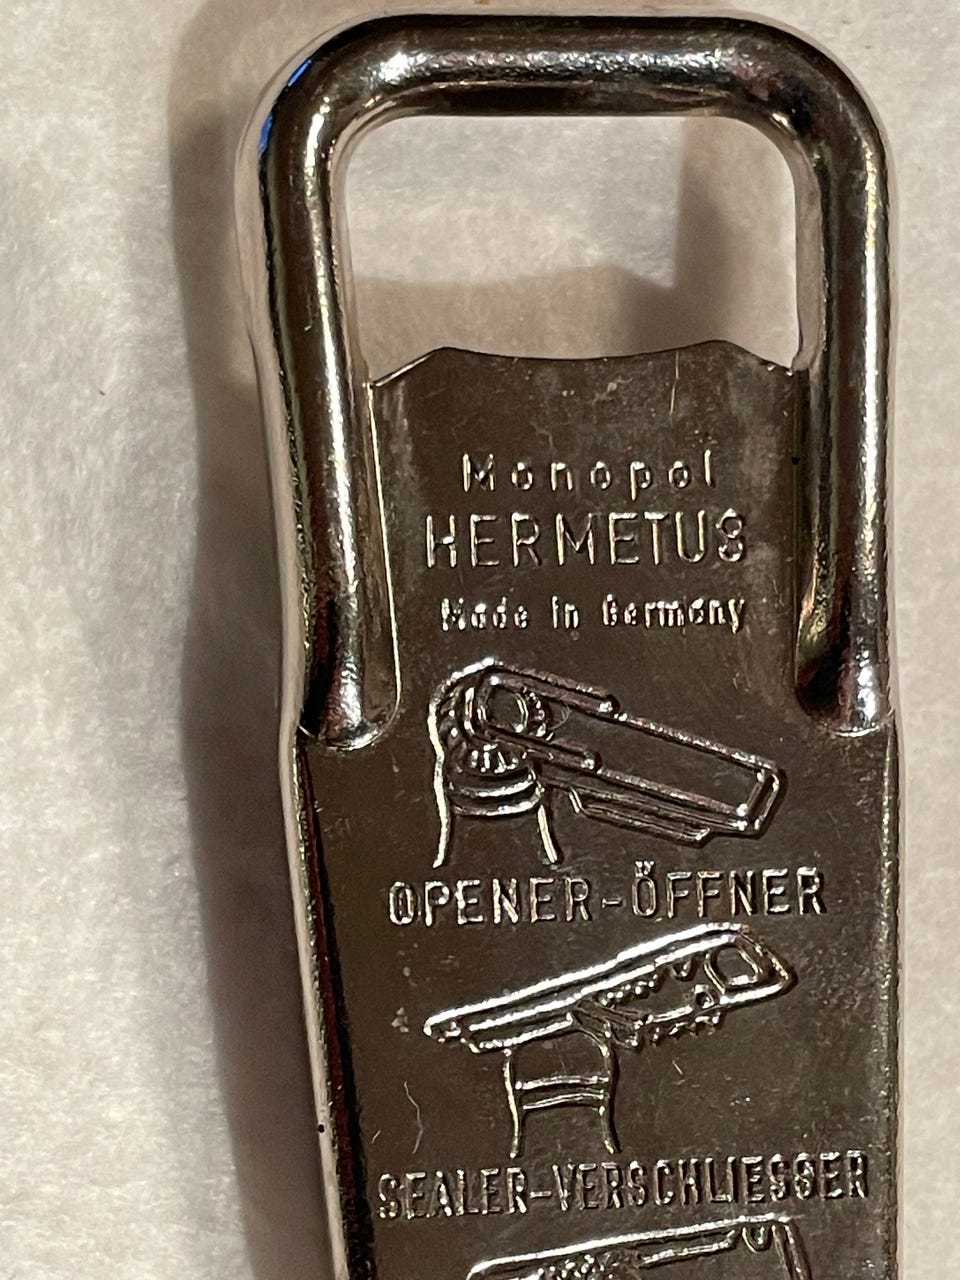 Monopol
HERMETUS
Made in Germany
OPENER-ÖFFNER
SEALER-VERSCHLIESSER